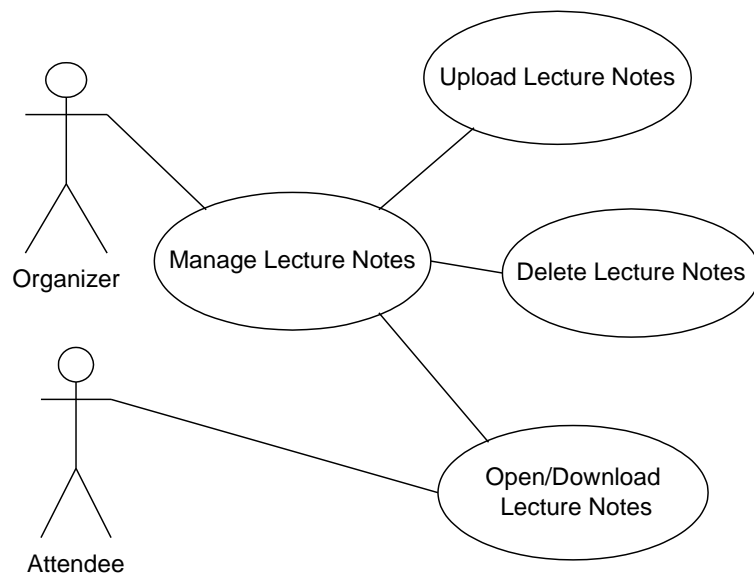 Upload Lecture Notes
Manage Lecture Notes
Delete Lecture Notes
Organizer
Open/Download
Lecture Notes
Attendee